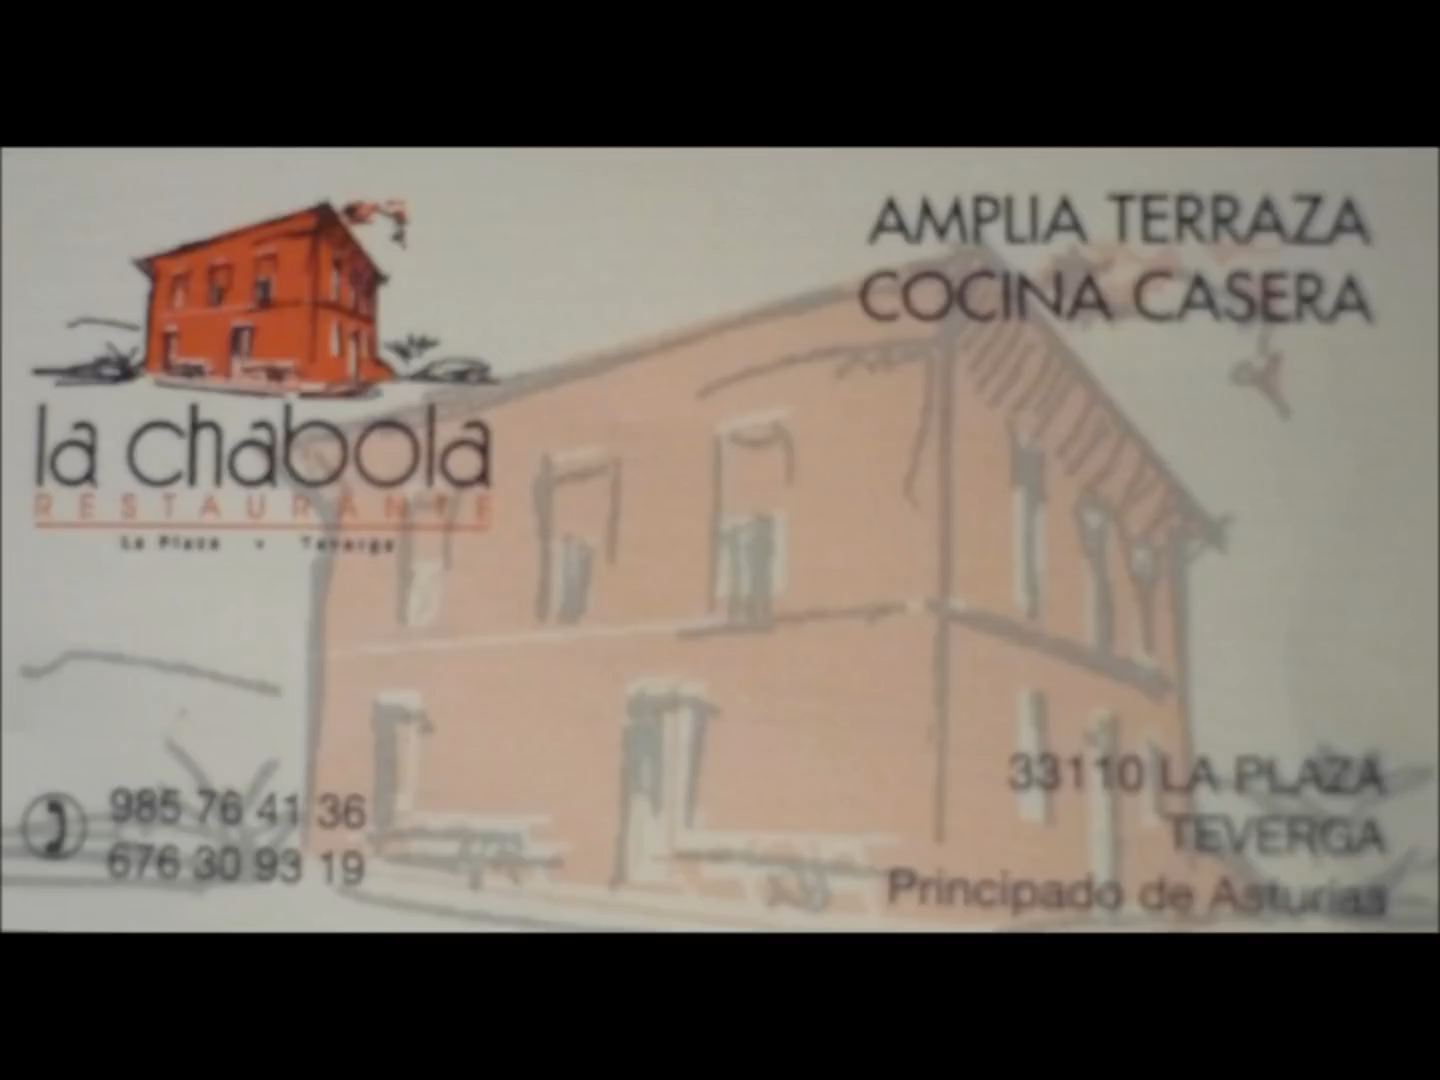 AMPLIA TERRAZA
COCINA CASERA
la chabola
RESTAURANTE
La Plaza • Teverga
985 76 41 36
676 30 93 19
33110 LA PLAZA
TEVERGA
Principado de Asturias